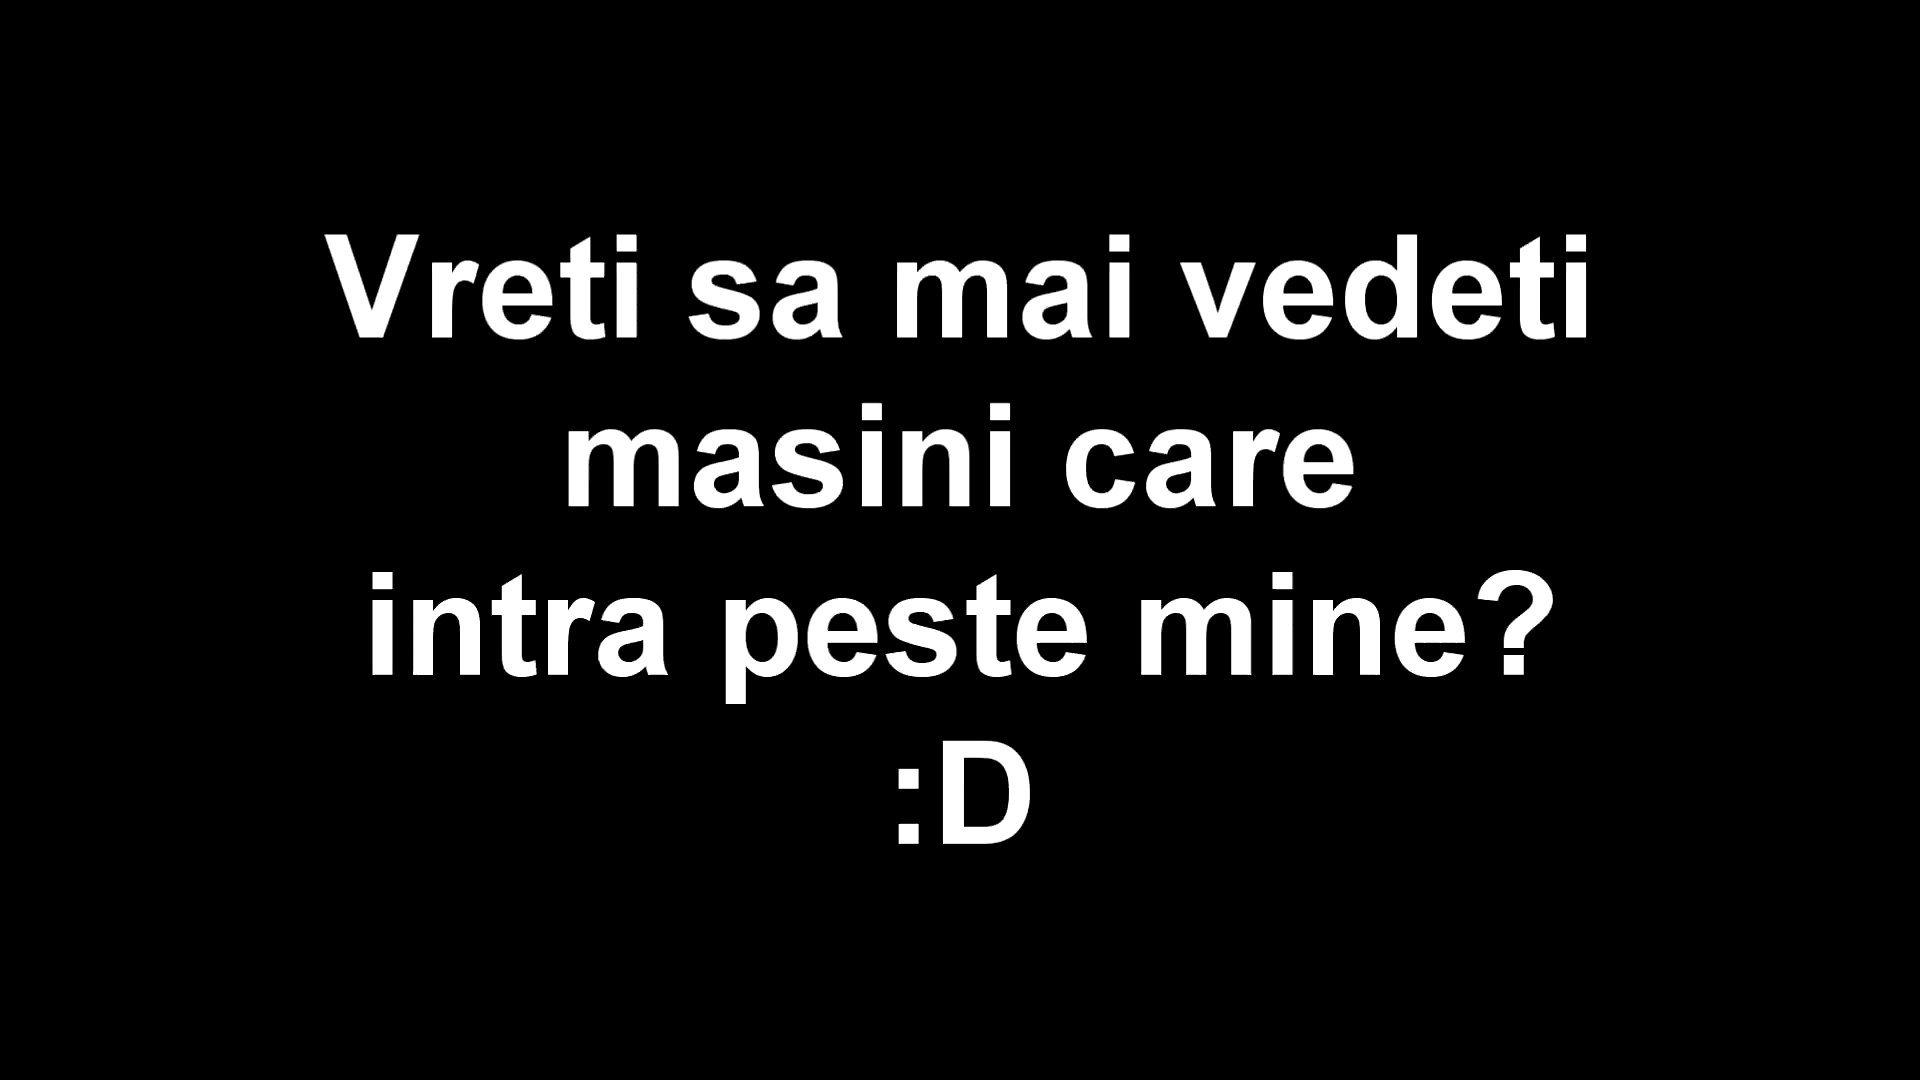 Vreti sa mai vedeti
masini care
intra peste mine?
:D